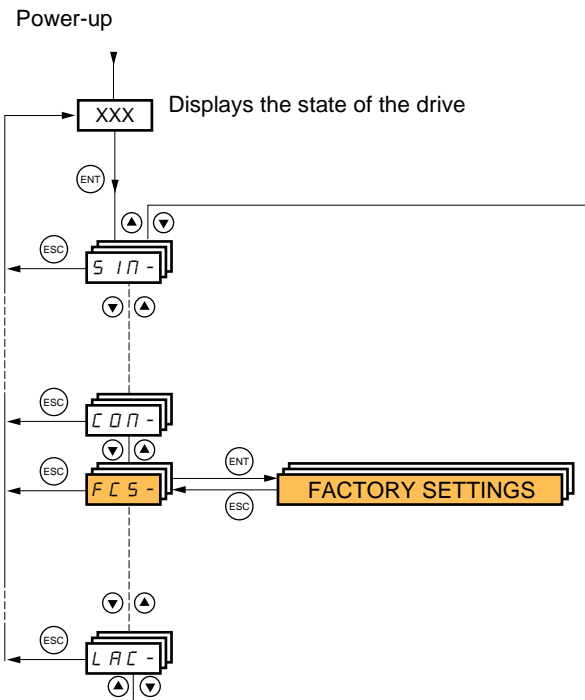 Power-up
XXX
Displays the state of the drive
ENT
ESC
SIM-
ESC
COM-
ESC
FCS-
ENT
FACTORY SETTINGS
ESC
ESC
LAC-